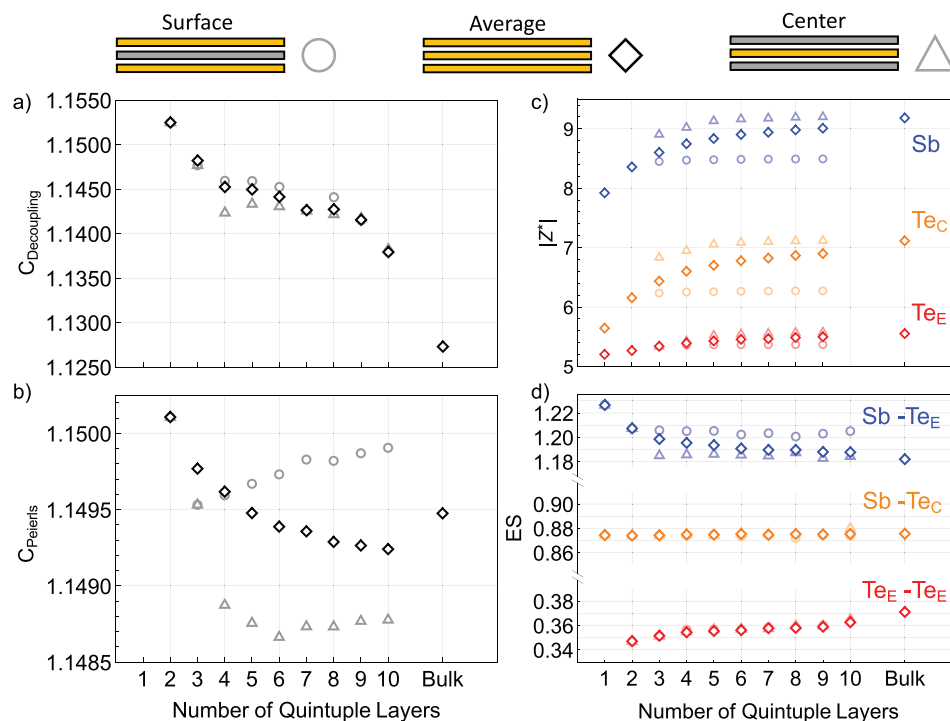 Surface
Average
Center
a)
1.1550
1.1500
1.1450
1.1400
1.1350
1.1300
1.1250
C_Decoupling
b)
1.1500
1.1495
1.1490
1.1485
C_Peierls
1 2 3 4 5 6 7 8 9 10 Bulk
Number of Quintuple Layers
c)
9
8
7
6
5
|Z*|
Sb
Te_C
Te_E
d)
1.22
1.20
1.18
0.90
0.88
0.86
0.38
0.36
0.34
ES
Sb -Te_E
Sb -Te_C
Te_E -Te_E
1 2 3 4 5 6 7 8 9 10 Bulk
Number of Quintuple Layers